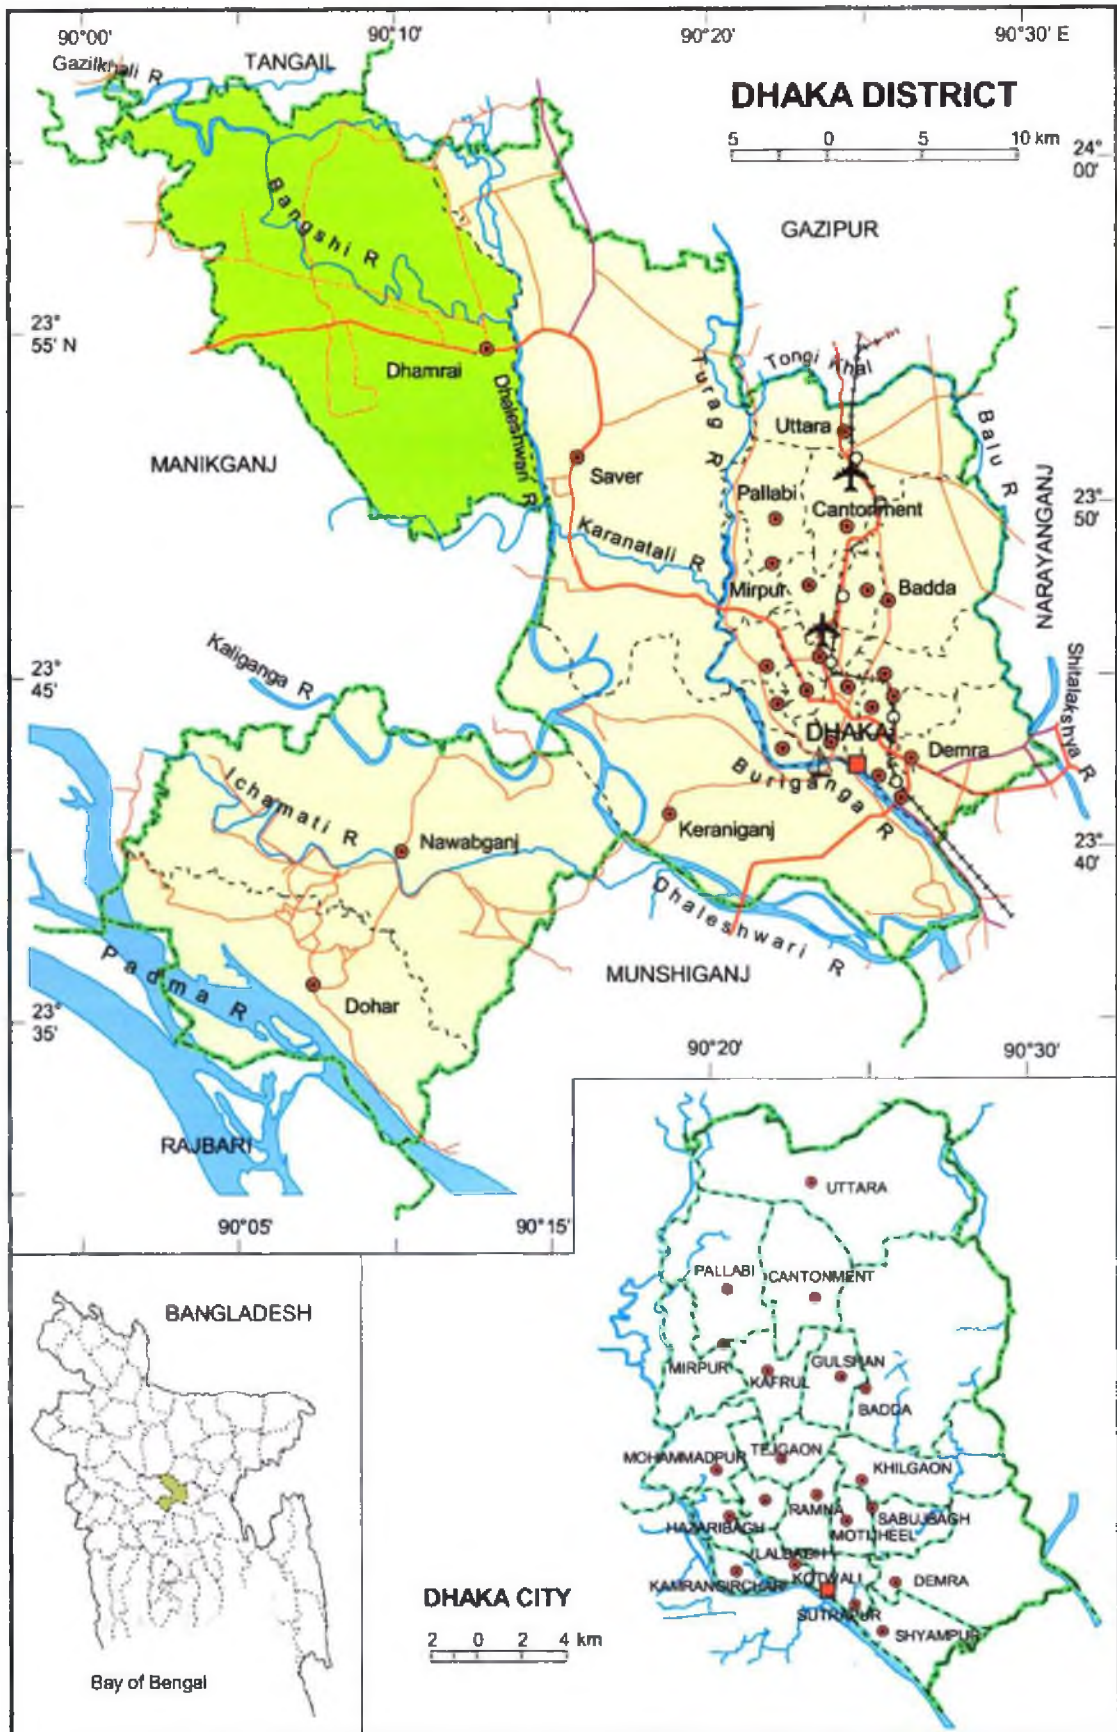 90°00'
90°10'
90°20'
90°30' E
Gazilkhali R
TANGAIL
DHAKA DISTRICT
5 0 5 10 km
24°
00'
GAZIPUR
Bangshi R
23°
55' N
Dhamrai
Dhaleshwari R
Turag R
Tongi Khal
Uttara
Balu R
MANIKGANJ
Saver
Pallabi
Cantonment
23°
50'
Karanatali R
Mirpur
Badda
NARAYANGANJ
Kaliganga R
23°
45'
Shitalakshya R
DHAKA
Demra
Buriganga R
Ichamati R
Nawabganj
Keraniganj
23°
40'
Dhaleshwari R
Padma R
MUNSHIGANJ
Dohar
23°
35'
90°20'
90°30'
RAJBARI
90°05'
90°15'
UTTARA
PALLABI
CANTONMENT
BANGLADESH
MIRPUR
KAFRUL
GULSHAN
BADDA
MOHAMMADPUR
TEJGAON
KHILGAON
HAZARIBAGH
RAMNA
SABUJBAGH
MOTIJHEEL
LALBAGH
KAMRANGIRCHAR
KOTWALI
DEMRA
SUTRAPUR
SHYAMPUR
DHAKA CITY
2 0 2 4 km
Bay of Bengal